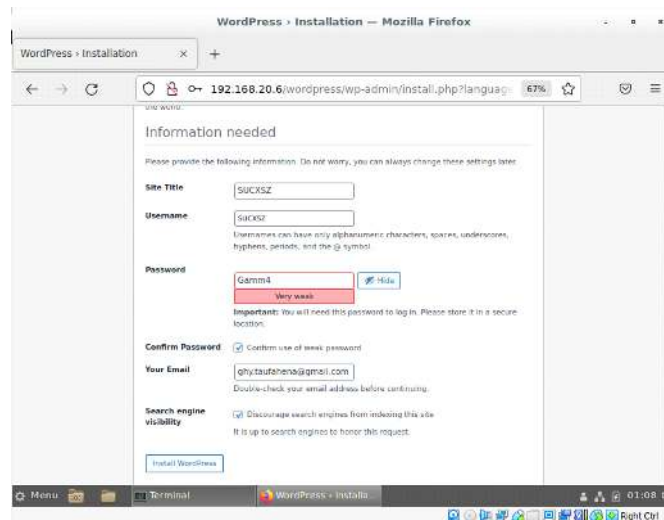 WordPress › Installation — Mozilla Firefox
WordPress › Installation × +
192.168.20.6/wordpress/wp-admin/install.php?languag 67%
the world.
Information needed
Please provide the following information. Do not worry, you can always change these settings later.
Site Title
SUCXSZ
Username
sucxsz
Usernames can have only alphanumeric characters, spaces, underscores,
hyphens, periods, and the @ symbol.
Password
Gamm4
Hide
Very weak
Important: You will need this password to log in. Please store it in a secure
location.
Confirm Password
Confirm use of weak password
Your Email
ghy.taufahena@gmail.com
Double-check your email address before continuing.
Search engine
visibility
Discourage search engines from indexing this site
It is up to search engines to honor this request.
Install WordPress
Menu Terminal WordPress › Installa... 01:08
Right Ctrl